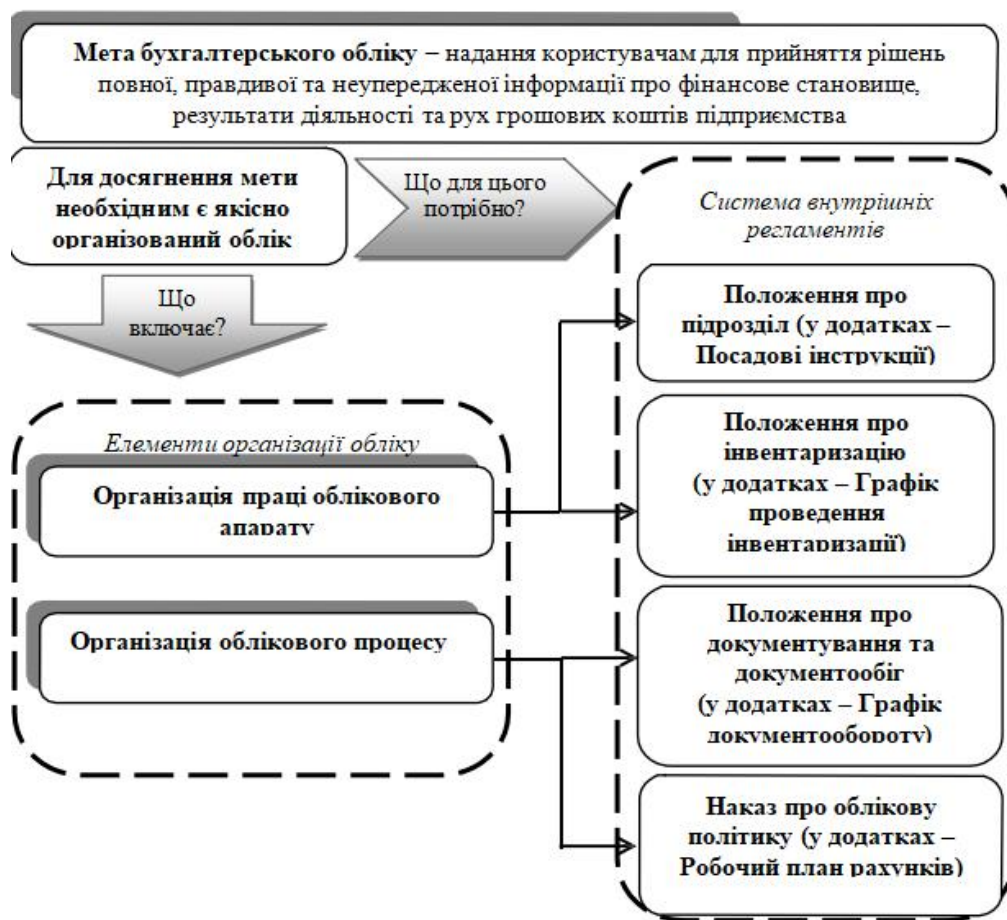 Мета бухгалтерського обліку – надання користувачам для прийняття рішень
повної, правдивої та неупередженої інформації про фінансове становище,
результати діяльності та рух грошових коштів підприємства
Для досягнення мети
необхідним є якісно
організований облік
Що для цього
потрібно?
Що
включає?
Елементи організації обліку
Організація праці облікового
апарату
Організація облікового процесу
Система внутрішніх
регламентів
Положення про
підрозділ (у додатках –
Посадові інструкції)
Положення про
інвентаризацію
(у додатках – Графік
проведення
інвентаризації)
Положення про
документування та
документообіг
(у додатках – Графік
документообороту)
Наказ про облікову
політику (у додатках –
Робочий план рахунків)